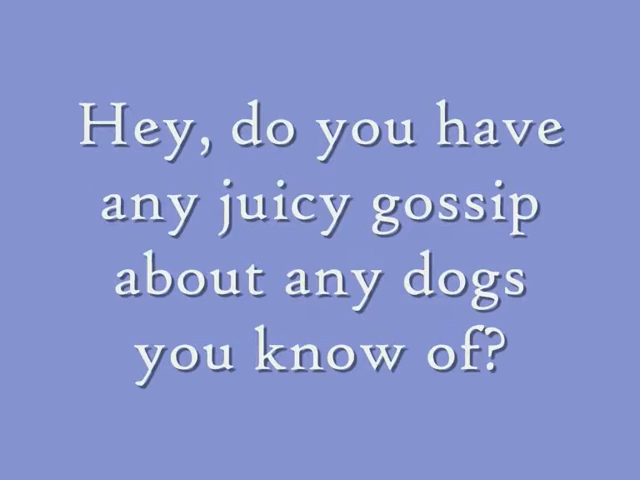 Hey, do you have
any juicy gossip
about any dogs
you know of?